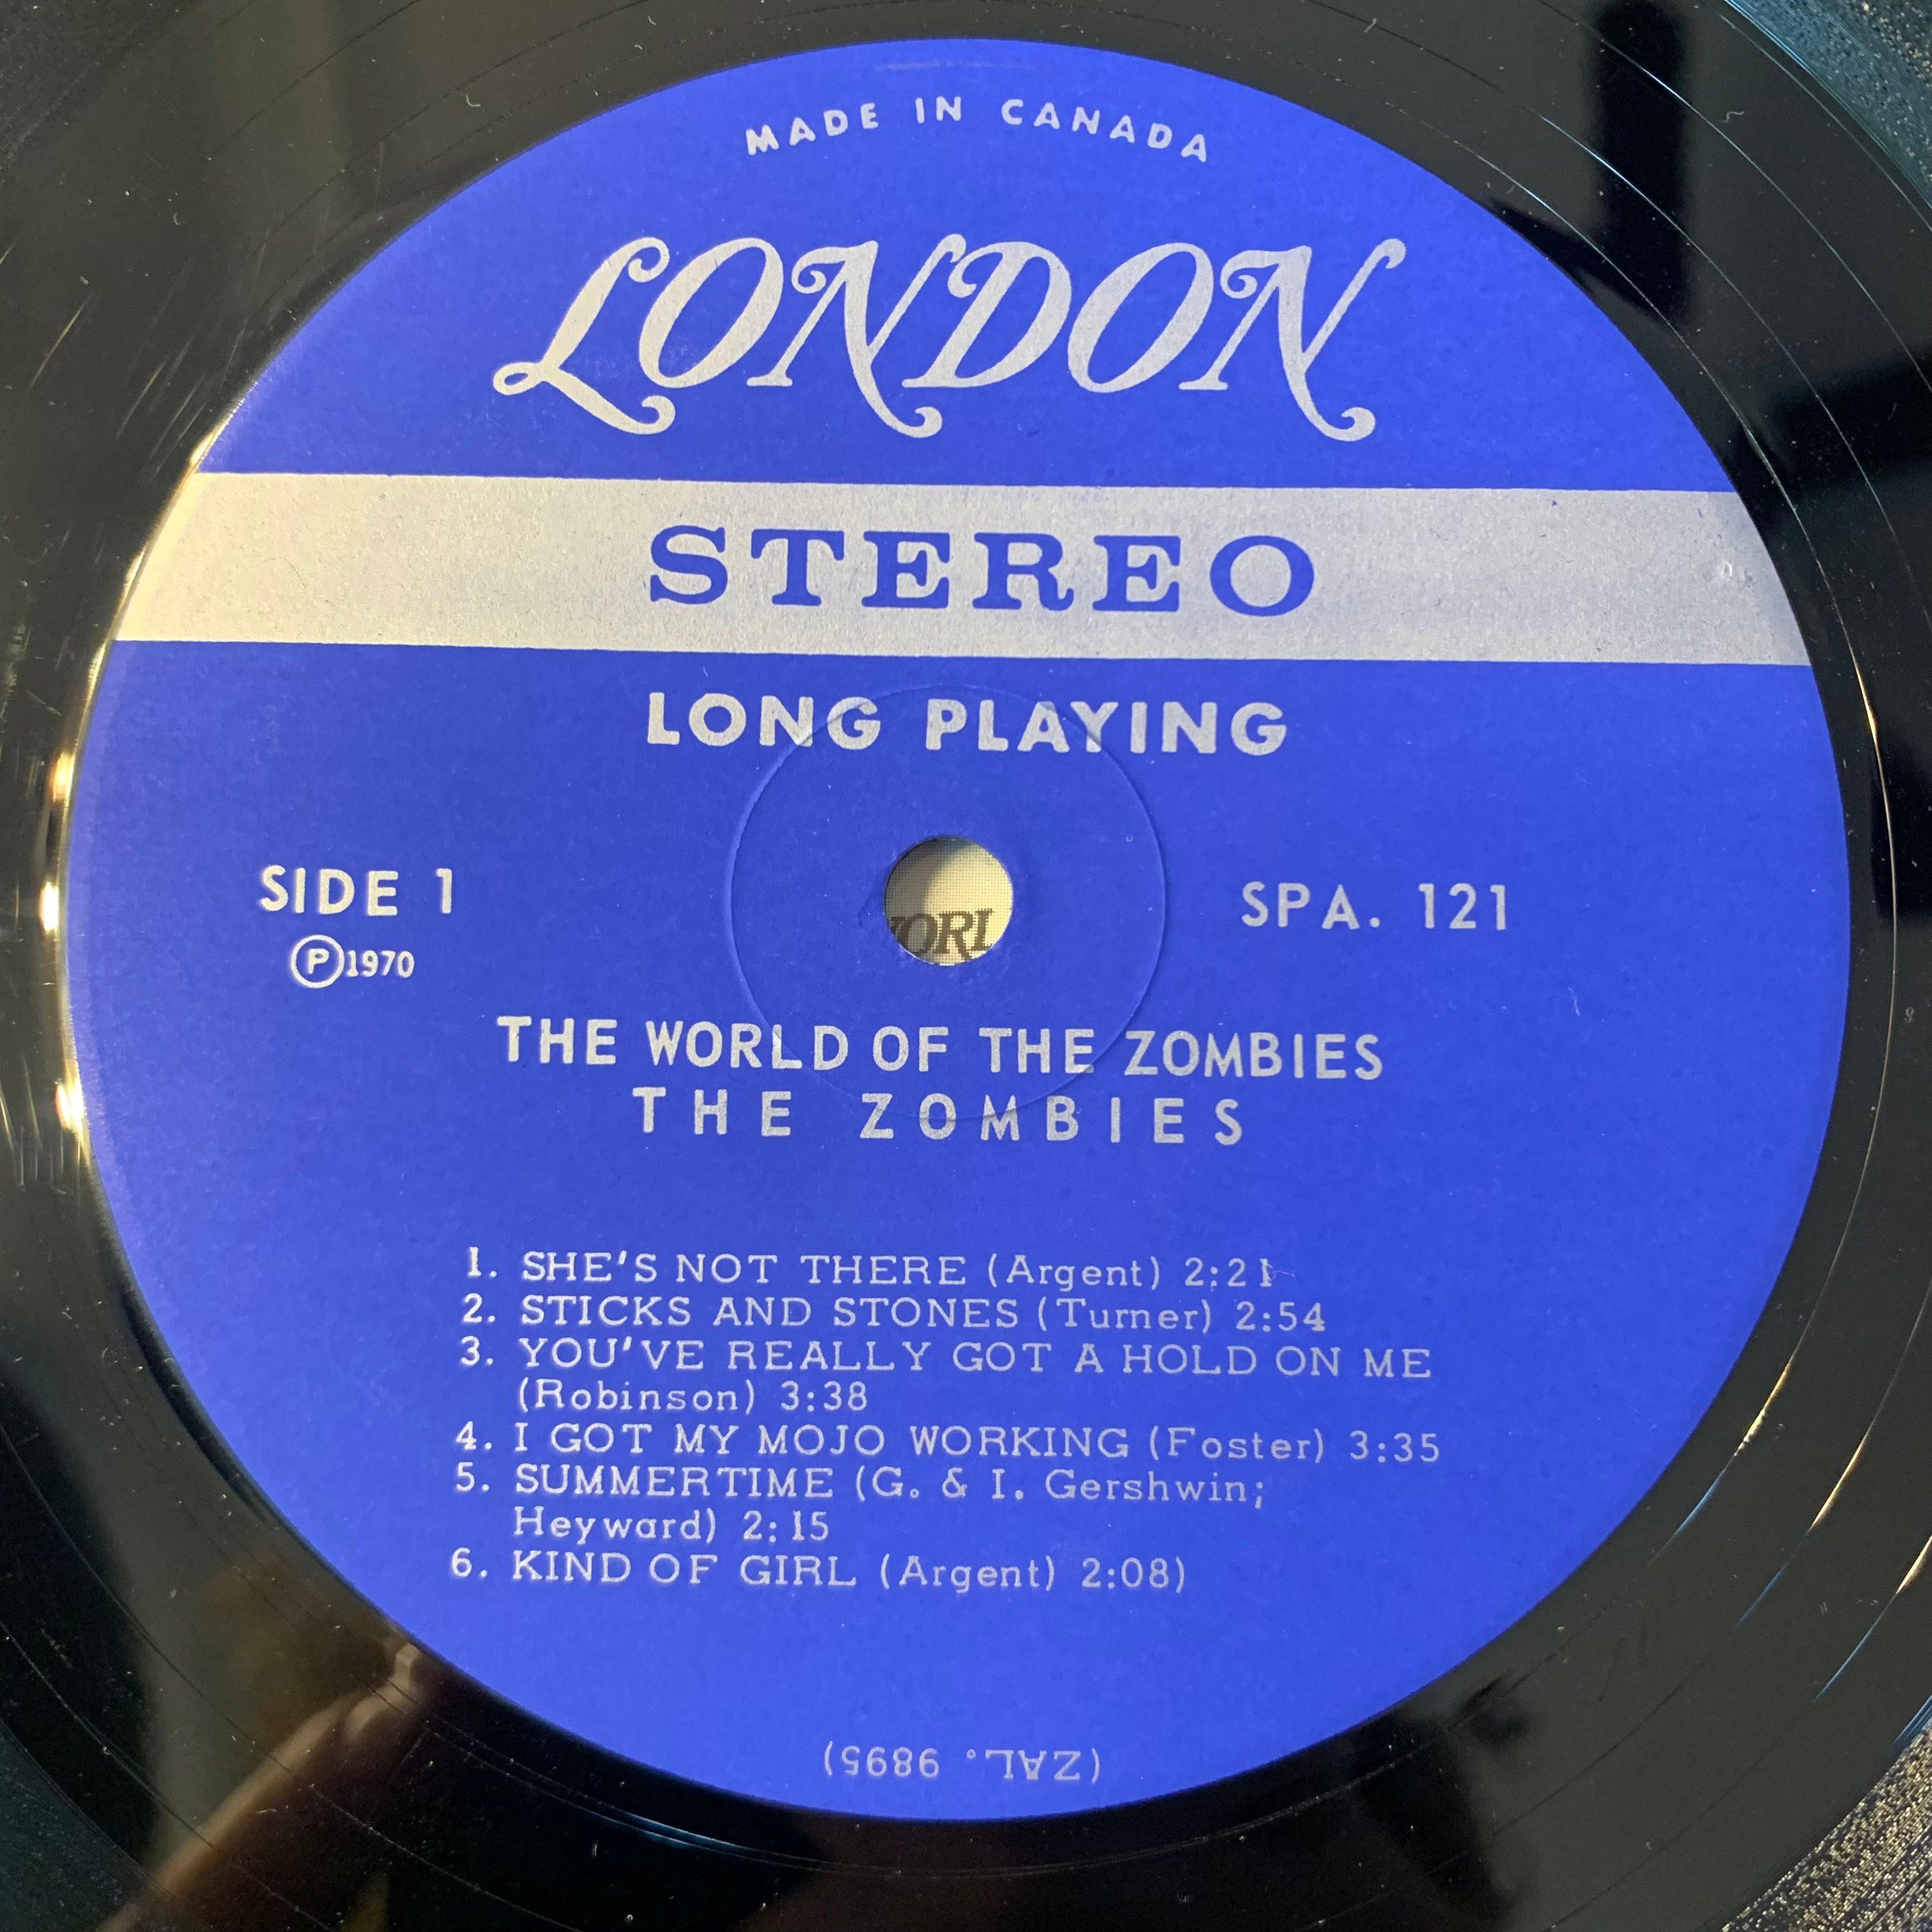 MADE IN CANADA
LONDON
STEREO
LONG PLAYING
SIDE 1
SPA. 121
Ⓟ1970
THE WORLD OF THE ZOMBIES
THE ZOMBIES
1. SHE'S NOT THERE (Argent) 2:21
2. STICKS AND STONES (Turner) 2:54
3. YOU'VE REALLY GOT A HOLD ON ME
(Robinson) 3:38
4. I GOT MY MOJO WORKING (Foster) 3:35
5. SUMMERTIME (G. & I. Gershwin;
Heyward) 2:15
6. KIND OF GIRL (Argent) 2:08)
(ZAL. 9895)